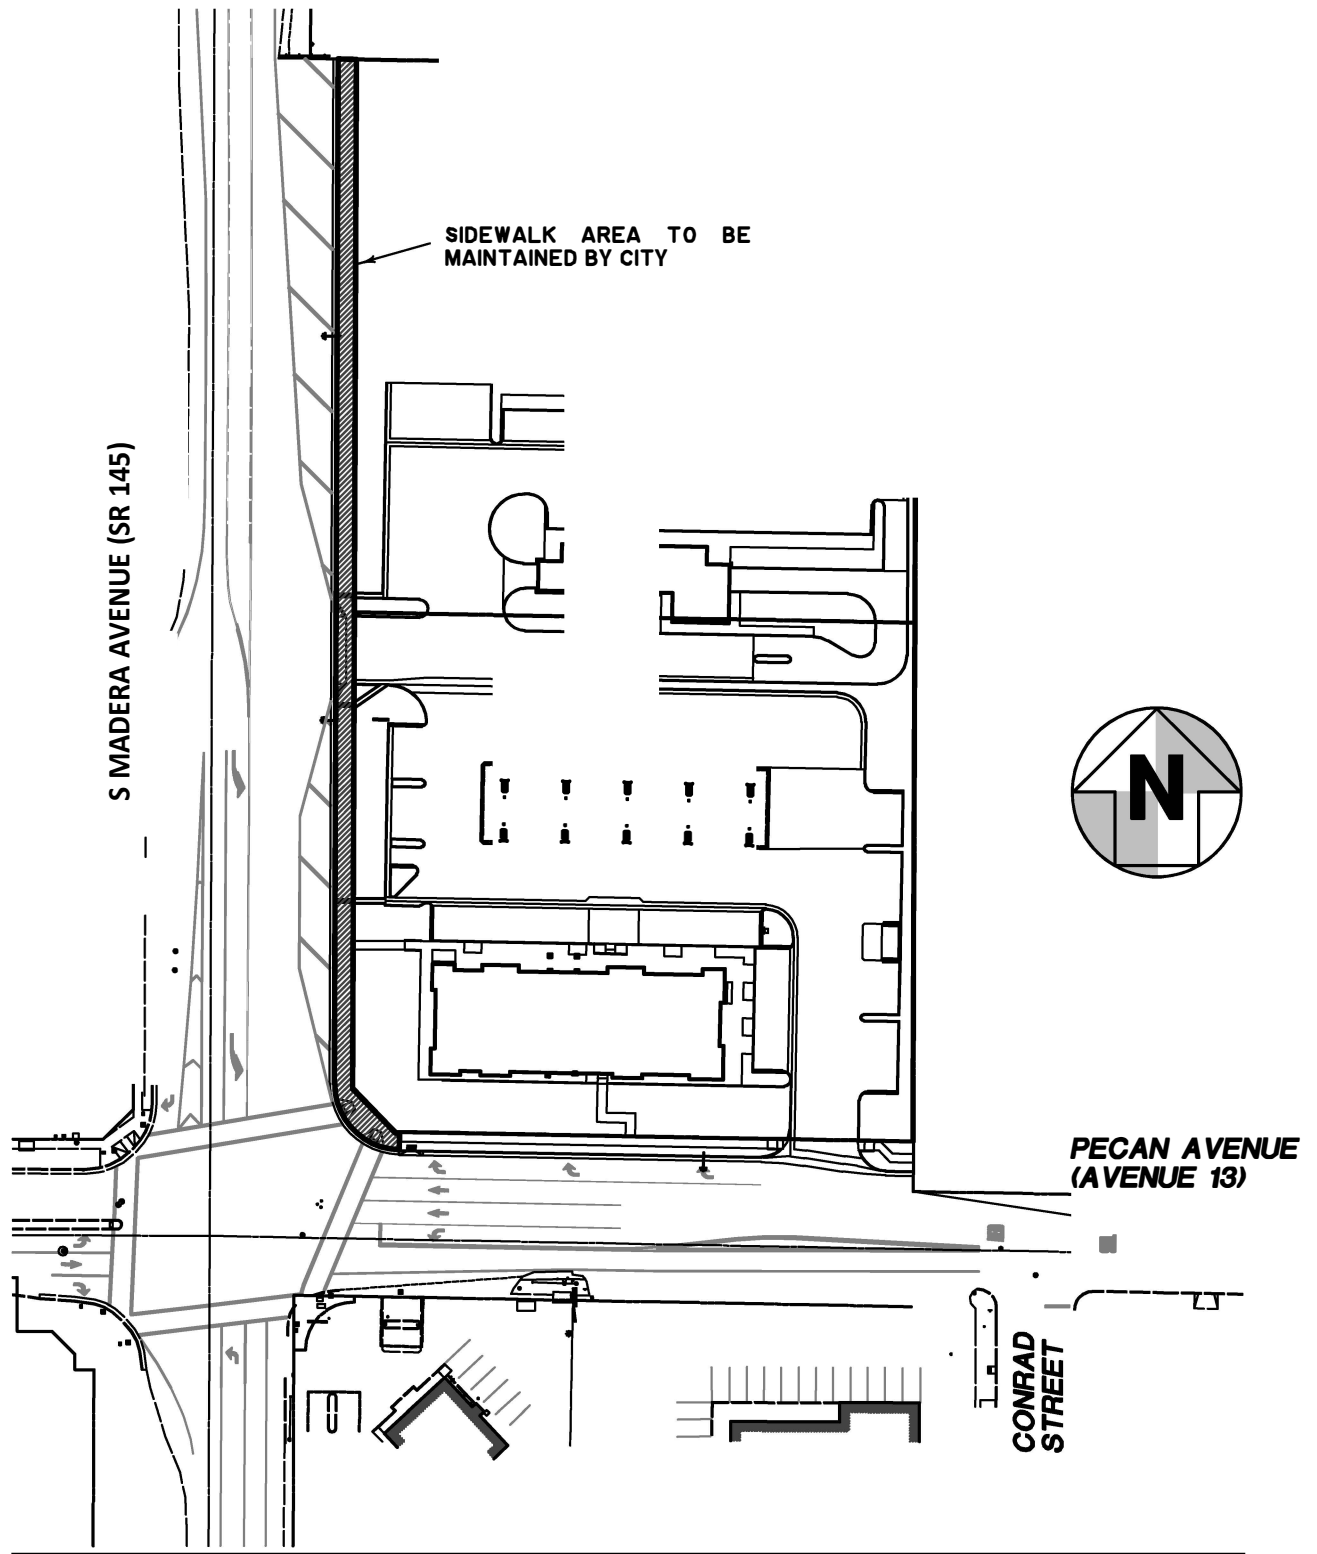 SIDEWALK AREA TO BE
MAINTAINED BY CITY
S MADERA AVENUE (SR 145)
N
PECAN AVENUE
(AVENUE 13)
CONRAD
STREET